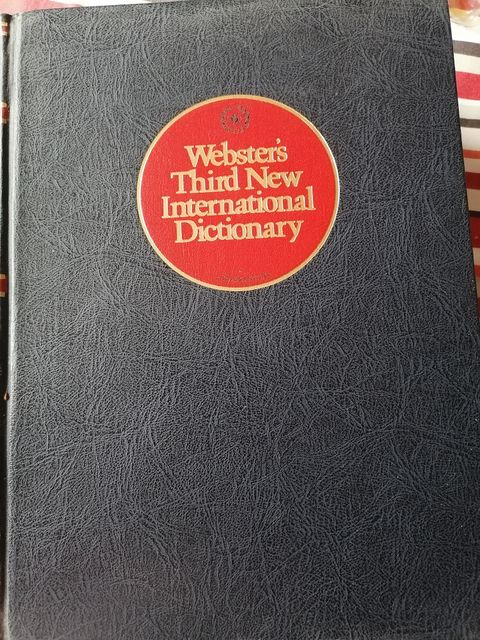 Webster's
Third New
International
Dictionary